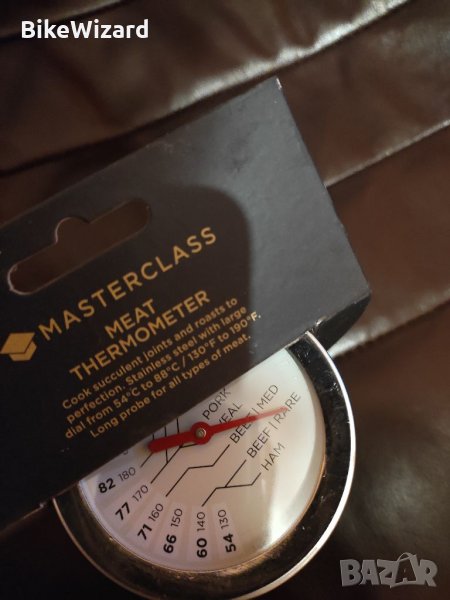 BikeWizard
MASTERCLASS
MEAT
THERMOMETER
Cook succulent joints and roasts to
perfection. Stainless steel with large
dial from 54°C to 88°C / 130°F to 190°F.
Long probe for all types of meat.
PORK
VEAL
BEEF | MED
BEEF | RARE
HAM
82 180
77 170
71 160
66 150
60 140
54 130
BAZAR